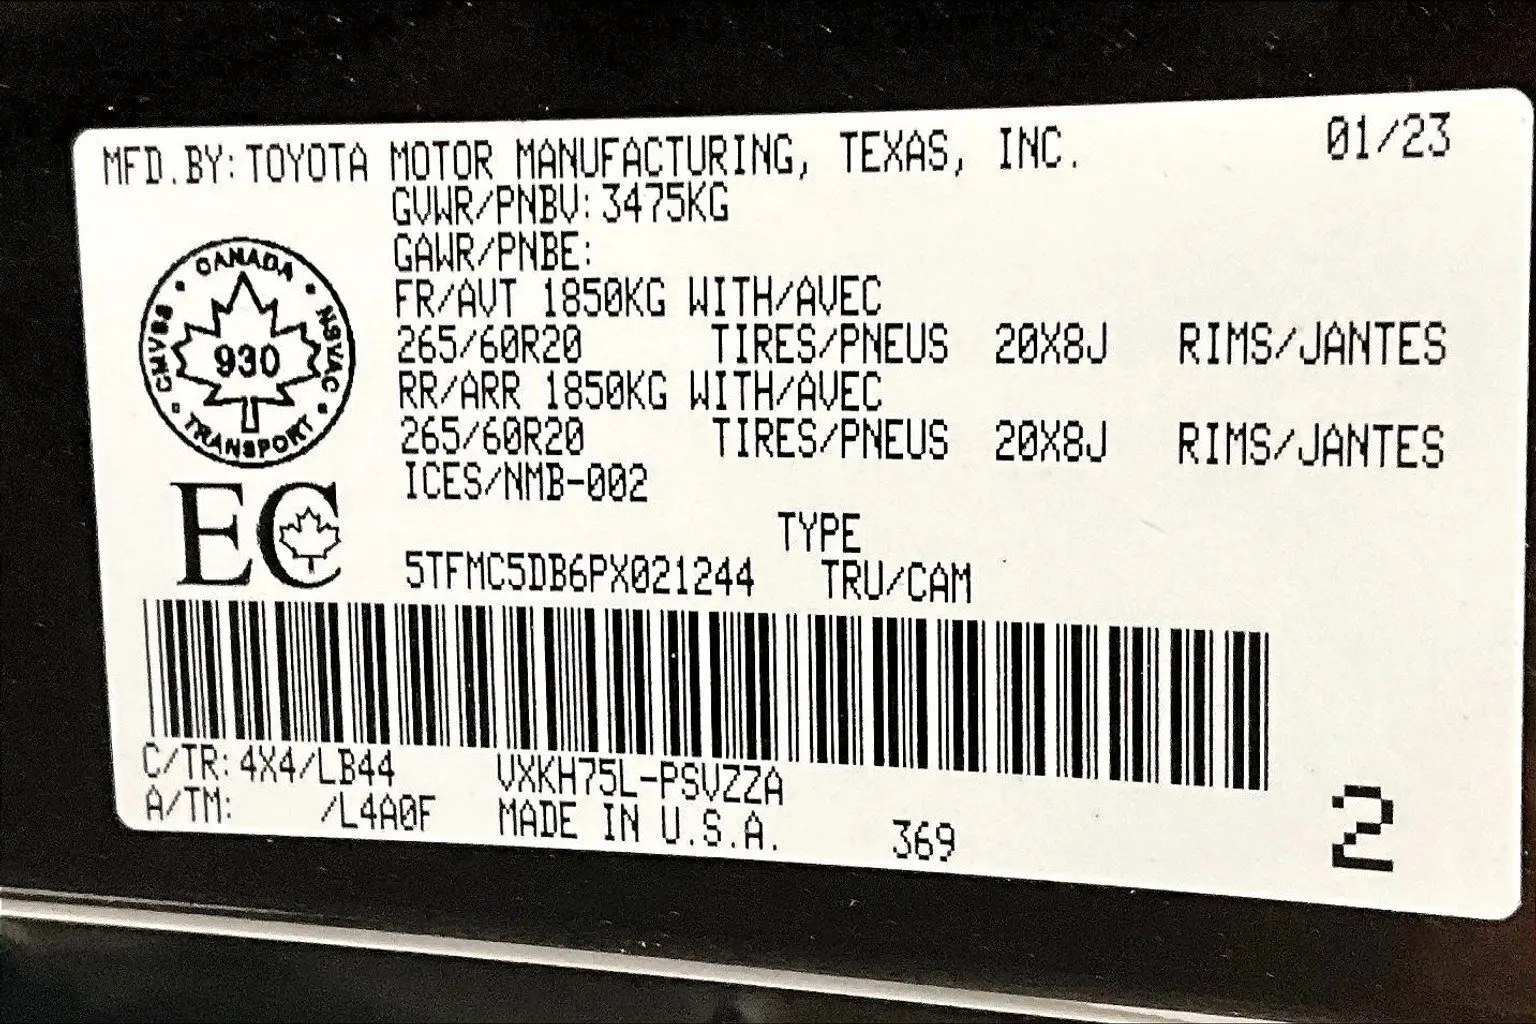 MFD.BY:TOYOTA MOTOR MANUFACTURING, TEXAS, INC. 01/23
GVWR/PNBV:3475KG
GAWR/PNBE:
FR/AVT 1850KG WITH/AVEC
265/60R20 TIRES/PNEUS 20X8J RIMS/JANTES
RR/ARR 1850KG WITH/AVEC
265/60R20 TIRES/PNEUS 20X8J RIMS/JANTES
ICES/NMB-002
CANADA
CMVSS
930
NSVAC
TRANSPORT
EC
TYPE
5TFMC5DB6PX021244 TRU/CAM
C/TR:4X4/LB44 VXKH75L-PSVZZA
A/TM: /L4A0F MADE IN U.S.A. 369
2